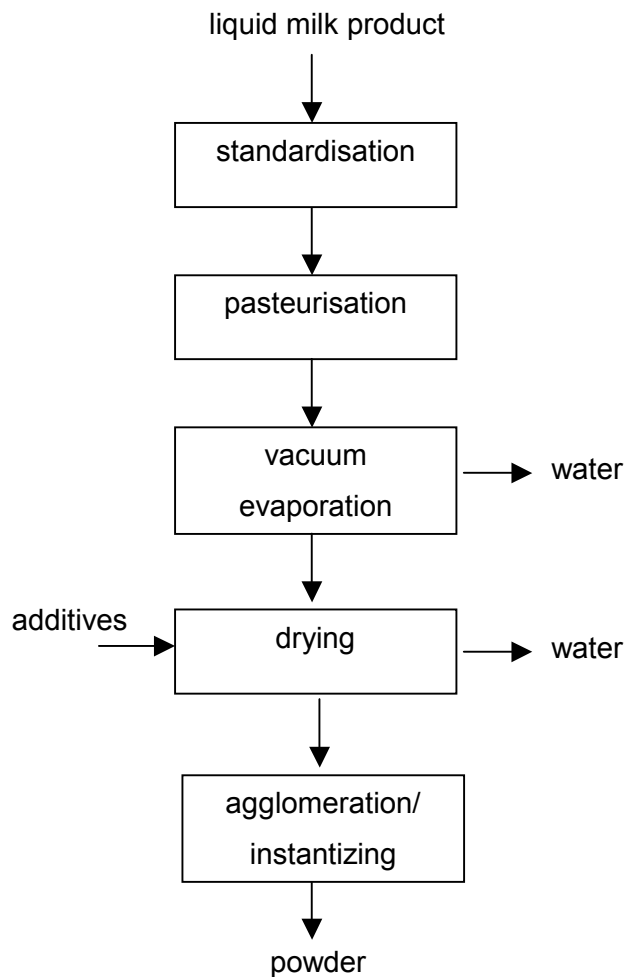 liquid milk product
standardisation
pasteurisation
vacuum
evaporation
water
additives
drying
water
agglomeration/
instantizing
powder